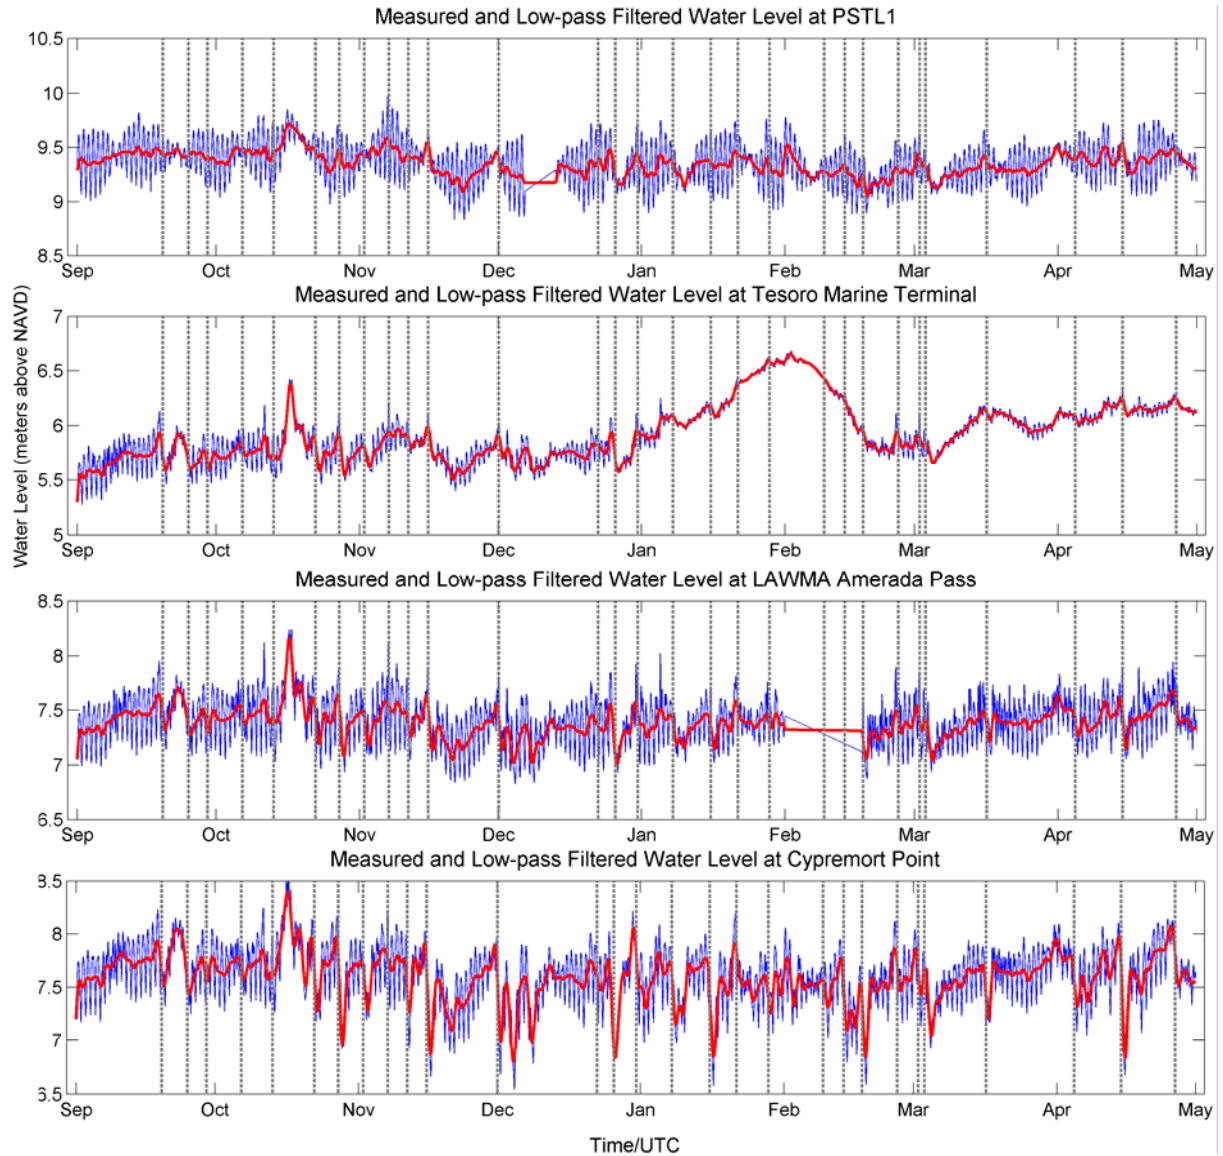 Measured and Low-pass Filtered Water Level at PSTL1
10.5
10
9.5
9
8.5
Sep Oct Nov Dec Jan Feb Mar Apr May
Water Level (meters above NAVD)
Measured and Low-pass Filtered Water Level at Tesoro Marine Terminal
7
6.5
6
5.5
5
Sep Oct Nov Dec Jan Feb Mar Apr May
Measured and Low-pass Filtered Water Level at LAWMA Amerada Pass
8.5
8
7.5
7
6.5
Sep Oct Nov Dec Jan Feb Mar Apr May
Measured and Low-pass Filtered Water Level at Cypremort Point
3.5
8
7.5
7
3.5
Sep Oct Nov Dec Jan Feb Mar Apr May
Time/UTC